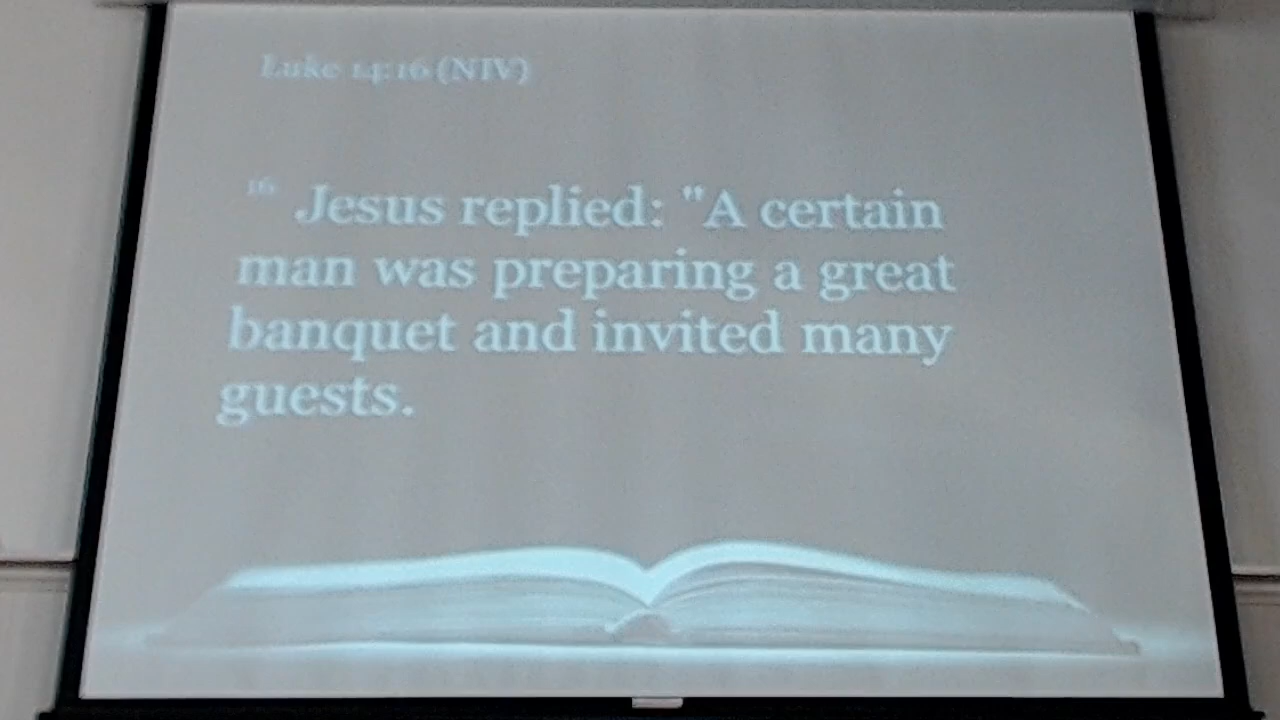 Luke 14:16 (NIV)
16 Jesus replied: "A certain
man was preparing a great
banquet and invited many
guests.